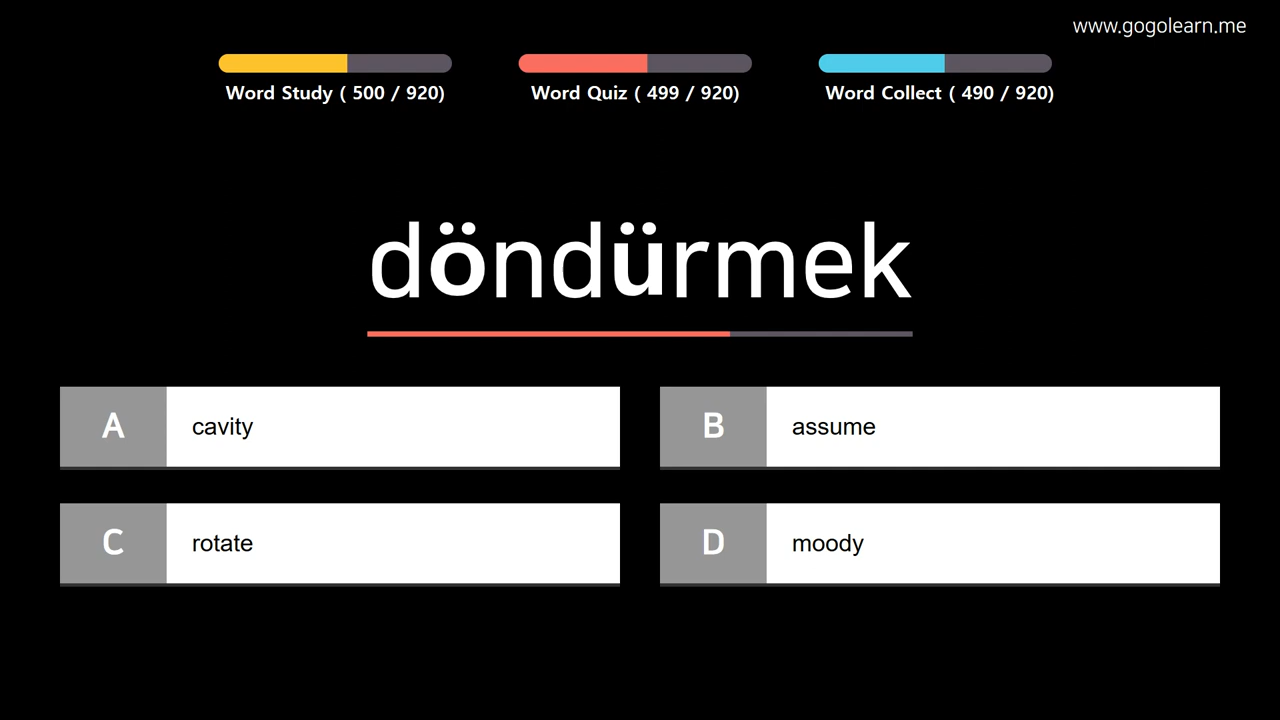 www.gogolearn.me
Word Study ( 500 / 920)
Word Quiz ( 499 / 920)
Word Collect ( 490 / 920)
döndürmek
A cavity
B assume
C rotate
D moody